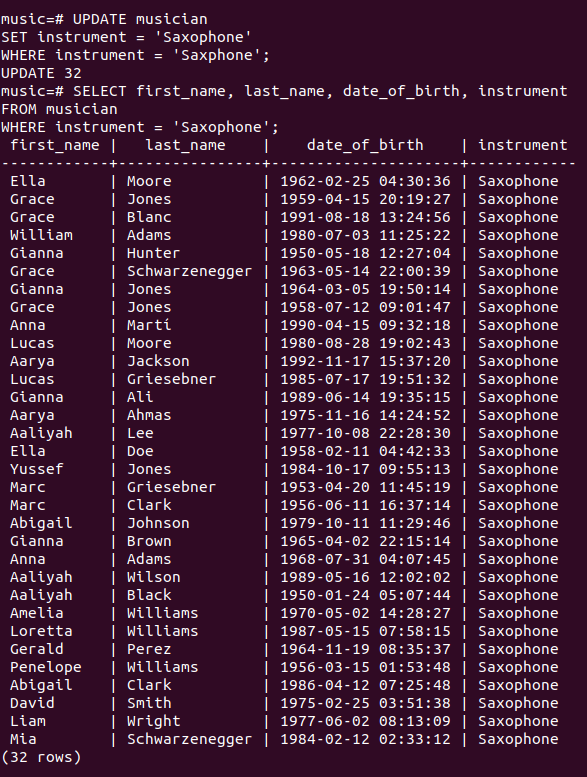 music=# UPDATE musician
SET instrument = 'Saxophone'
WHERE instrument = 'Saxphone';
UPDATE 32
music=# SELECT first_name, last_name, date_of_birth, instrument
FROM musician
WHERE instrument = 'Saxophone';
 first_name |   last_name    |    date_of_birth    | instrument
------------+----------------+---------------------+------------
 Ella       | Moore          | 1962-02-25 04:30:36 | Saxophone
 Grace      | Jones          | 1959-04-15 20:19:27 | Saxophone
 Grace      | Blanc          | 1991-08-18 13:24:56 | Saxophone
 William    | Adams          | 1980-07-03 11:25:22 | Saxophone
 Gianna     | Hunter         | 1950-05-18 12:27:04 | Saxophone
 Grace      | Schwarzenegger | 1963-05-14 22:00:39 | Saxophone
 Gianna     | Jones          | 1964-03-05 19:50:14 | Saxophone
 Grace      | Jones          | 1958-07-12 09:01:47 | Saxophone
 Anna       | Martí          | 1990-04-15 09:32:18 | Saxophone
 Lucas      | Moore          | 1980-08-28 19:02:43 | Saxophone
 Aarya      | Jackson        | 1992-11-17 15:37:20 | Saxophone
 Lucas      | Griesebner     | 1985-07-17 19:51:32 | Saxophone
 Gianna     | Ali            | 1989-06-14 19:35:15 | Saxophone
 Aarya      | Ahmas          | 1975-11-16 14:24:52 | Saxophone
 Aaliyah    | Lee            | 1977-10-08 22:28:30 | Saxophone
 Ella       | Doe            | 1958-02-11 04:42:33 | Saxophone
 Yussef     | Jones          | 1984-10-17 09:55:13 | Saxophone
 Marc       | Griesebner     | 1953-04-20 11:45:19 | Saxophone
 Marc       | Clark          | 1956-06-11 16:37:14 | Saxophone
 Abigail    | Johnson        | 1979-10-11 11:29:46 | Saxophone
 Gianna     | Brown          | 1965-04-02 22:15:14 | Saxophone
 Anna       | Adams          | 1968-07-31 04:07:45 | Saxophone
 Aaliyah    | Wilson         | 1989-05-16 12:02:02 | Saxophone
 Aaliyah    | Black          | 1950-01-24 05:07:44 | Saxophone
 Amelia     | Williams       | 1970-05-02 14:28:27 | Saxophone
 Loretta    | Williams       | 1987-05-15 07:58:15 | Saxophone
 Gerald     | Perez          | 1964-11-19 08:35:37 | Saxophone
 Penelope   | Williams       | 1956-03-15 01:53:48 | Saxophone
 Abigail    | Clark          | 1986-04-12 07:25:48 | Saxophone
 David      | Smith          | 1975-02-25 03:51:38 | Saxophone
 Liam       | Wright         | 1977-06-02 08:13:09 | Saxophone
 Mia        | Schwarzenegger | 1984-02-12 02:33:12 | Saxophone
(32 rows)